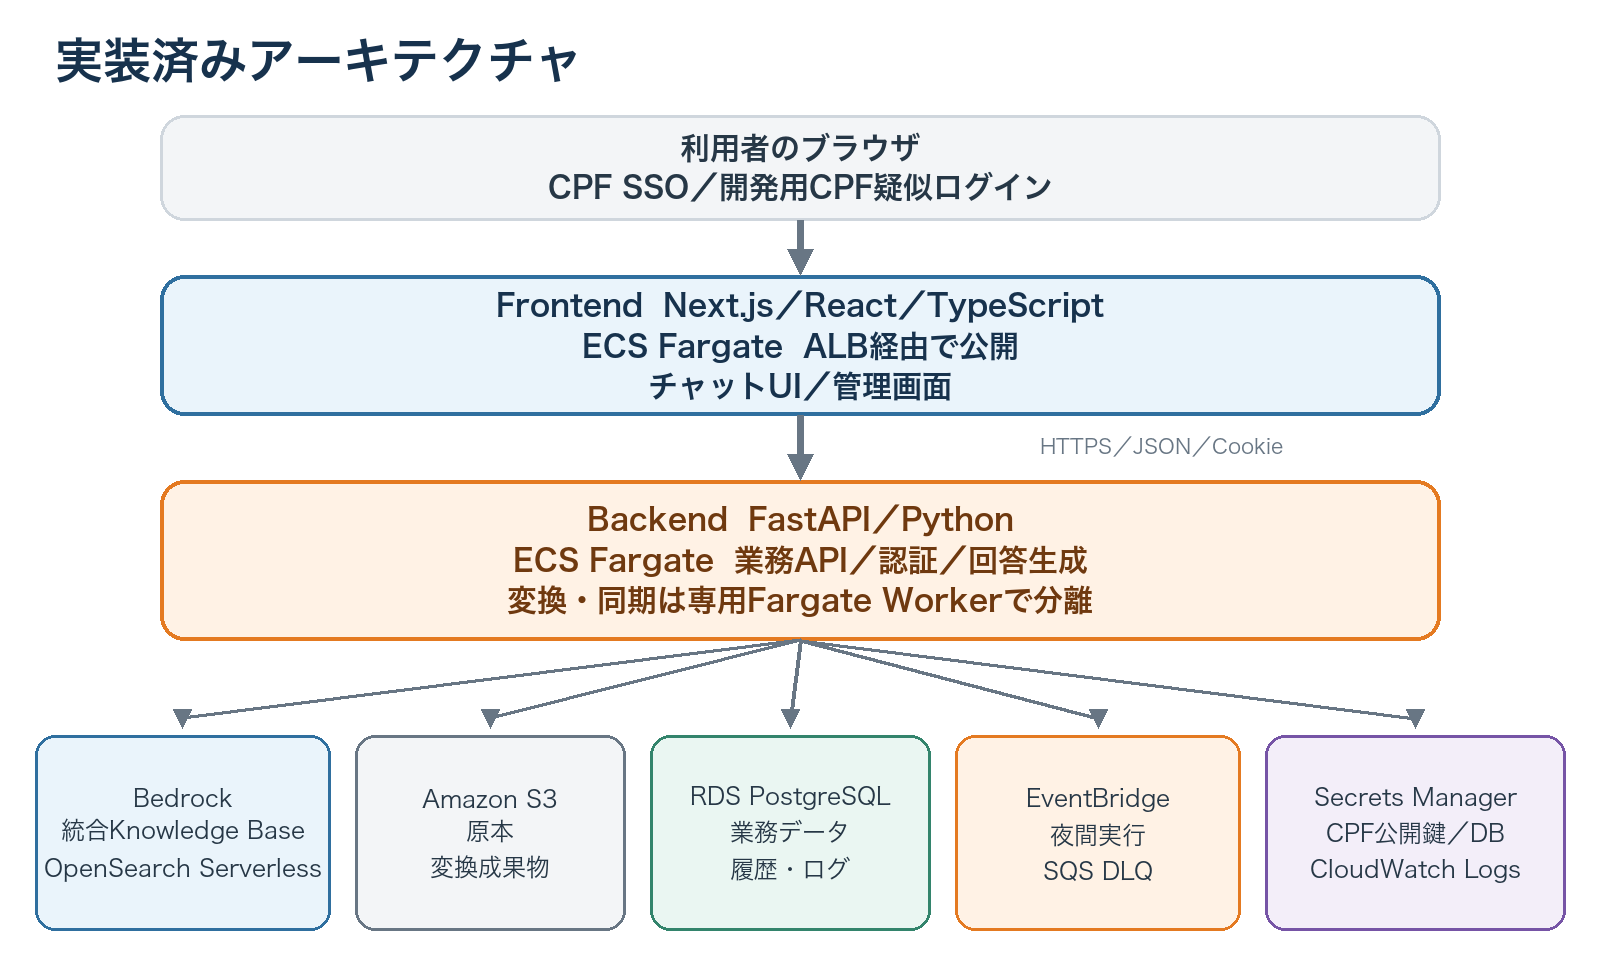 実装済みアーキテクチャ
利用者のブラウザ
CPF SSO／開発用CPF疑似ログイン
Frontend  Next.js／React／TypeScript
ECS Fargate  ALB経由で公開
チャットUI／管理画面
HTTPS／JSON／Cookie
Backend  FastAPI／Python
ECS Fargate  業務API／認証／回答生成
変換・同期は専用Fargate Workerで分離
Bedrock
統合Knowledge Base
OpenSearch Serverless
Amazon S3
原本
変換成果物
RDS PostgreSQL
業務データ
履歴・ログ
EventBridge
夜間実行
SQS DLQ
Secrets Manager
CPF公開鍵／DB
CloudWatch Logs